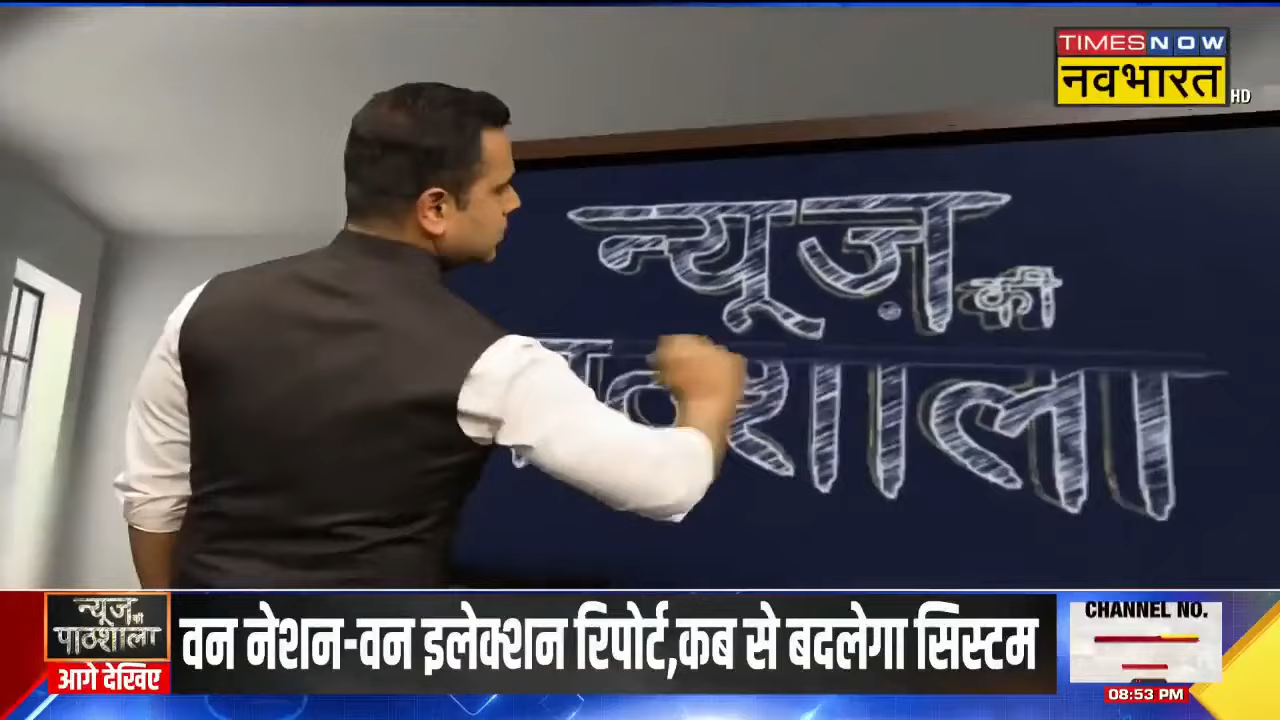 TIMES NOW
नवभारत
HD
न्यूज़ की
पाठशाला
न्यूज़ की
पाठशाला
आगे देखिए
वन नेशन-वन इलेक्शन रिपोर्ट,कब से बदलेगा सिस्टम
CHANNEL NO.
08:53 PM